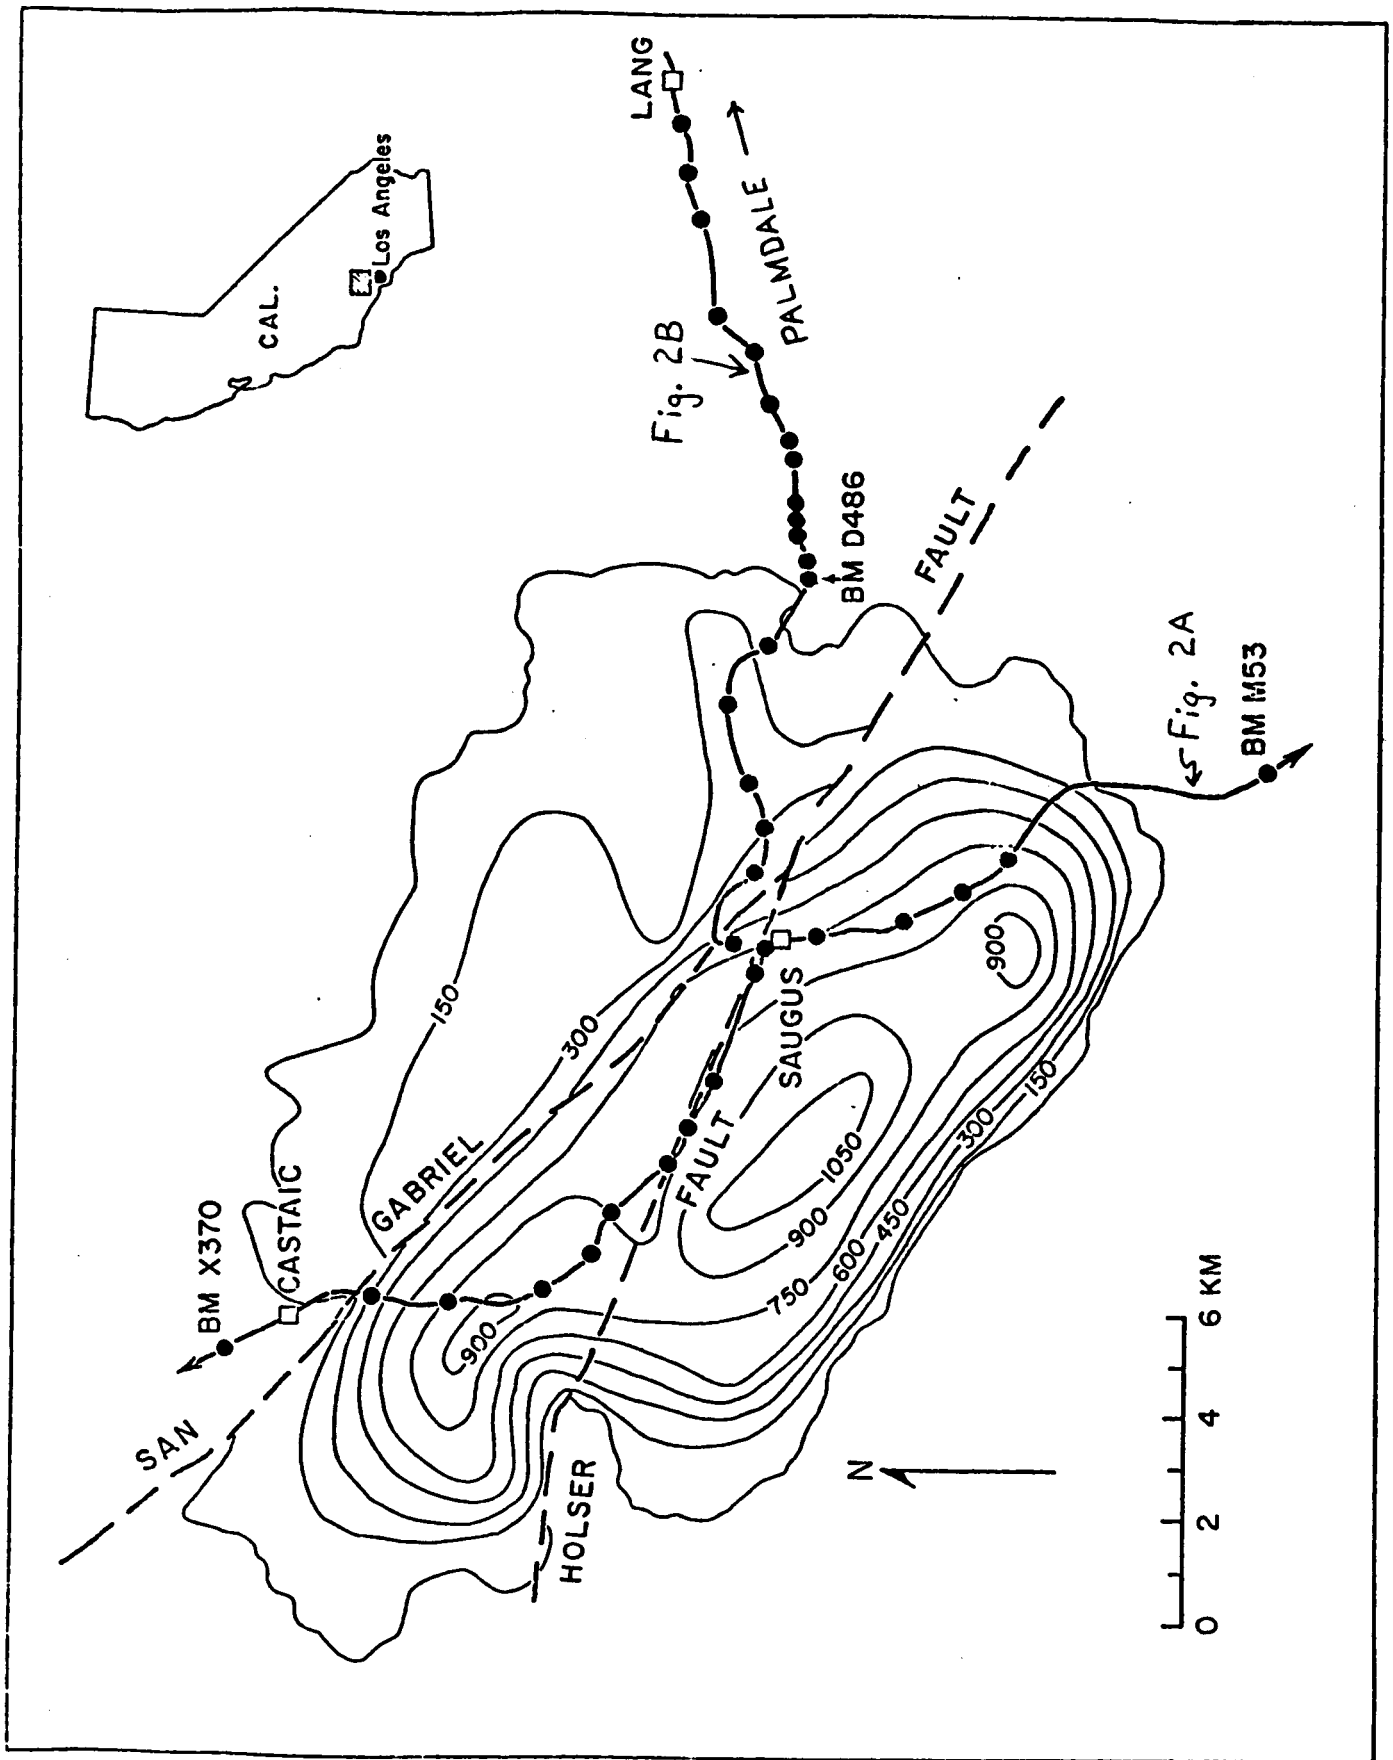 LANG
CAL.
Los Angeles
PALMDALE
Fig. 2B
BM D486
FAULT
Fig. 2A
BM M53
SAN
GABRIEL
BM X370
CASTAIC
SAUGUS
FAULT
HOLSER
150
300
900
900
1050
900
750
600
450
300
150
N
0
2
4
6 KM